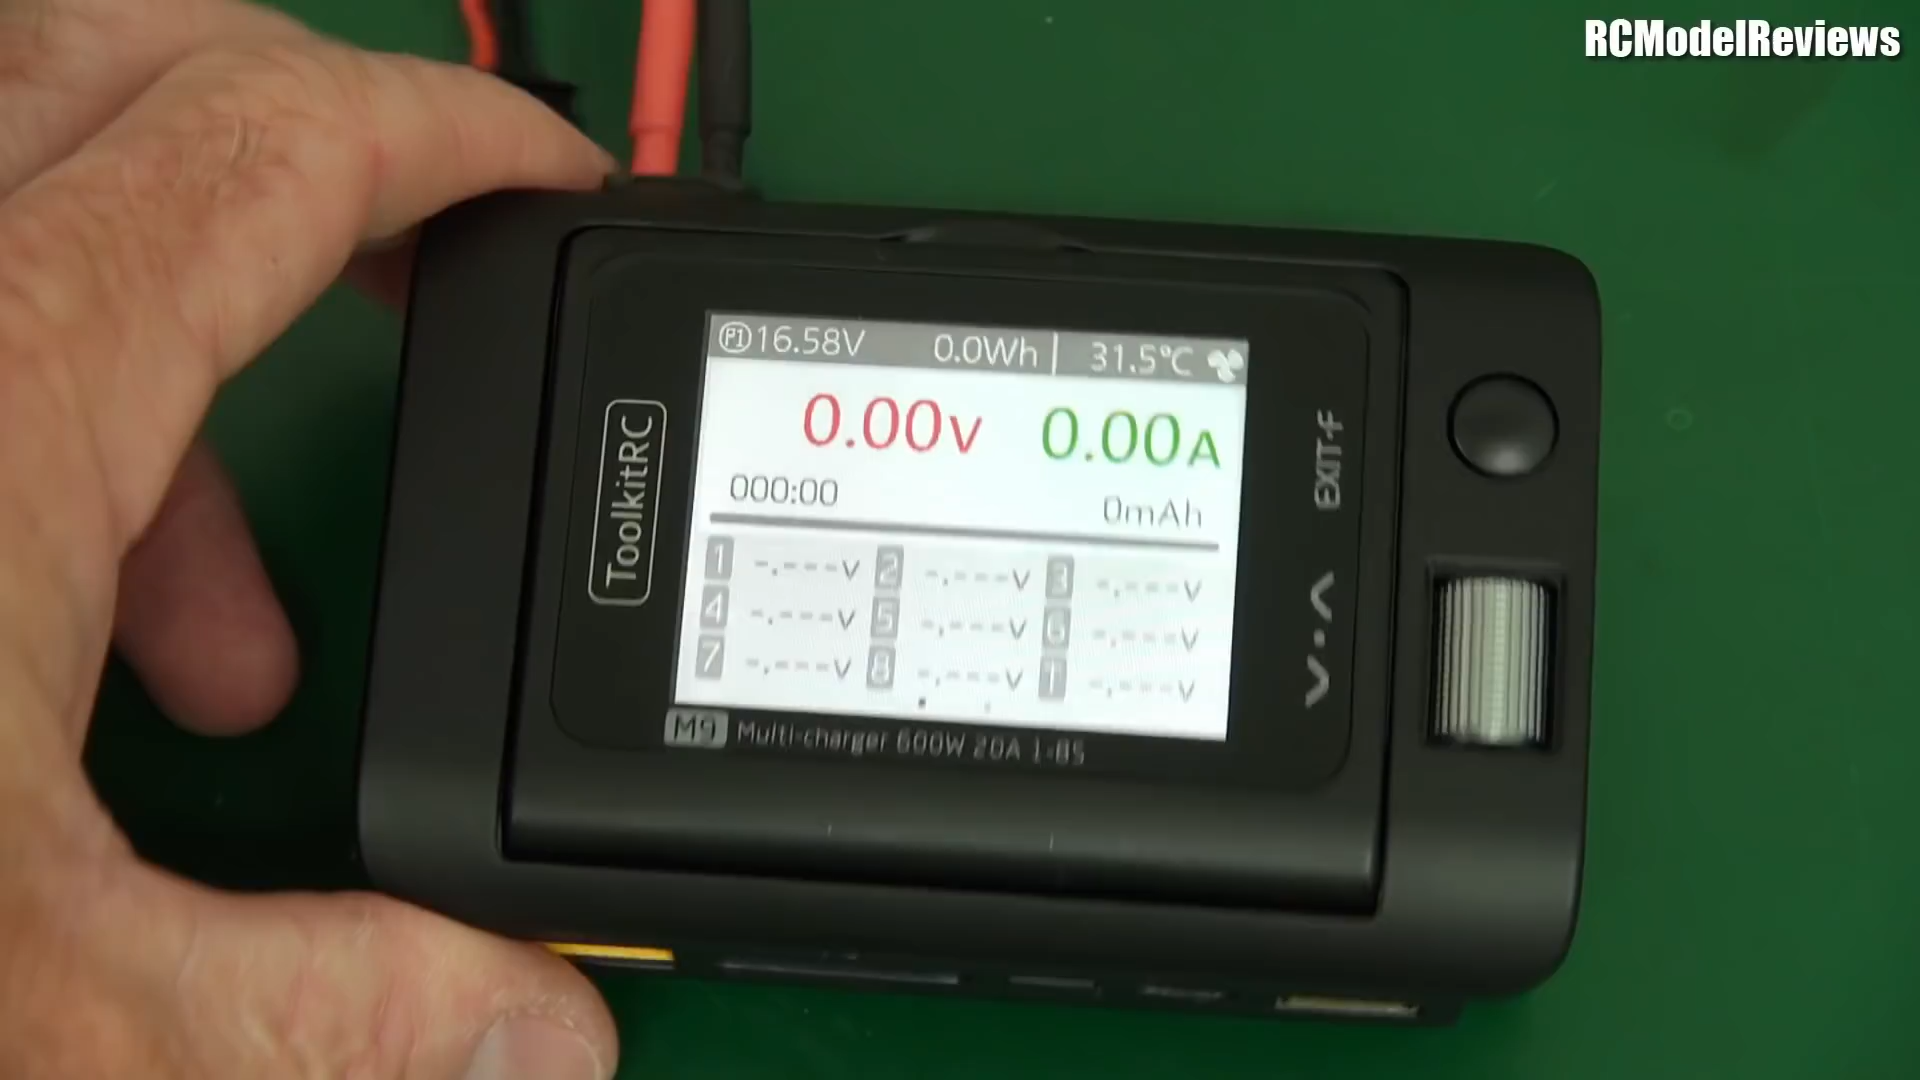 RCModelReviews
P1 16.58V 0.0Wh 31.5°C
0.00V 0.00A
000:00 0mAh
1 -.---V 2 -.---V 3 -.---V
4 -.---V 5 -.---V 6 -.---V
7 -.---V 8 -.---V T -.---V
M9 Multi-charger 600W 20A 1-8S
ToolkitRC
EXIT